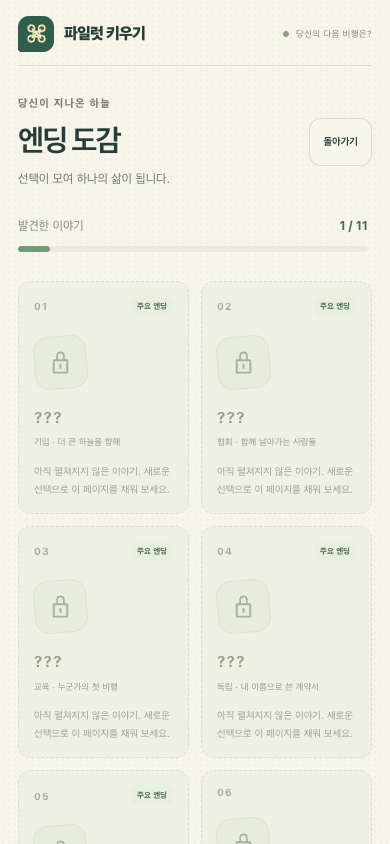 파일럿 키우기
당신의 다음 비행은?
당신이 지나온 하늘
엔딩 도감
돌아가기
선택이 모여 하나의 삶이 됩니다.
발견한 이야기
1 / 11
01
주요 엔딩
???
기업 · 더 큰 하늘을 향해
아직 펼쳐지지 않은 이야기. 새로운
선택으로 이 페이지를 채워 보세요.
02
주요 엔딩
???
협회 · 함께 날아가는 사람들
아직 펼쳐지지 않은 이야기. 새로운
선택으로 이 페이지를 채워 보세요.
03
주요 엔딩
???
교육 · 누군가의 첫 비행
아직 펼쳐지지 않은 이야기. 새로운
선택으로 이 페이지를 채워 보세요.
04
주요 엔딩
???
독립 · 내 이름으로 쓴 계약서
아직 펼쳐지지 않은 이야기. 새로운
선택으로 이 페이지를 채워 보세요.
05
주요 엔딩
06